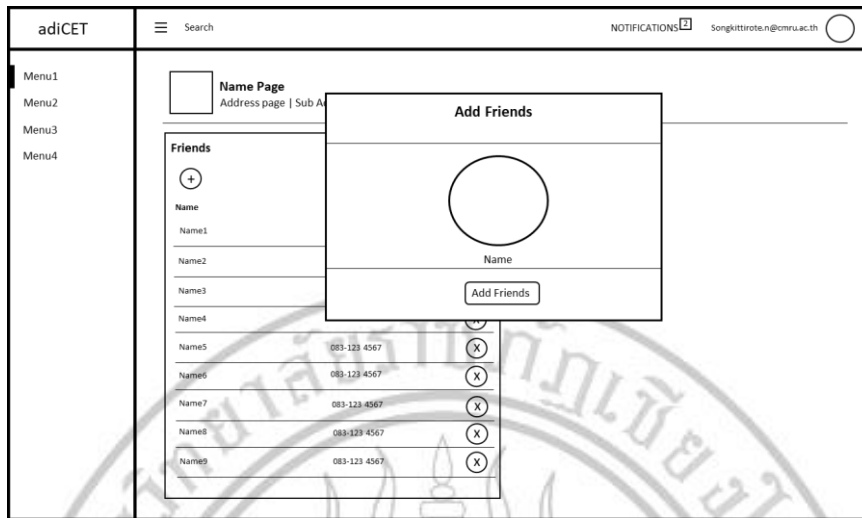 adiCET
Search
NOTIFICATIONS 2
Songkittirote.n@cmru.ac.th
Menu1
Menu2
Menu3
Menu4
Name Page
Address page | Sub
Add Friends
Name
Add Friends
Friends
+
Name
Name1
Name2
Name3
Name4
Name5 083-123 4567 X
Name6 083-123 4567 X
Name7 083-123 4567 X
Name8 083-123 4567 X
Name9 083-123 4567 X